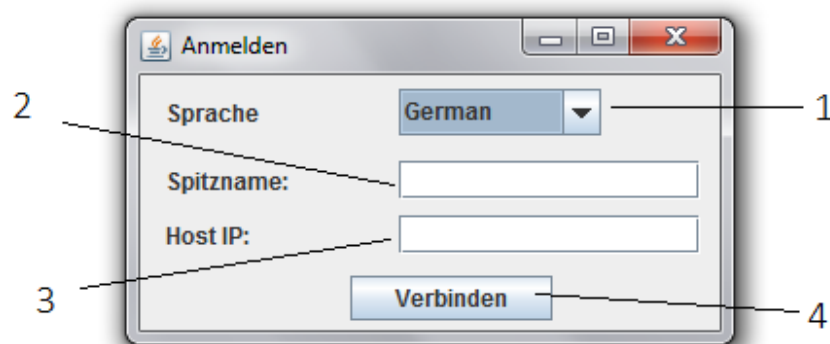 Anmelden
Sprache German 1
2
Spitzname:
Host IP:
3 Verbinden 4